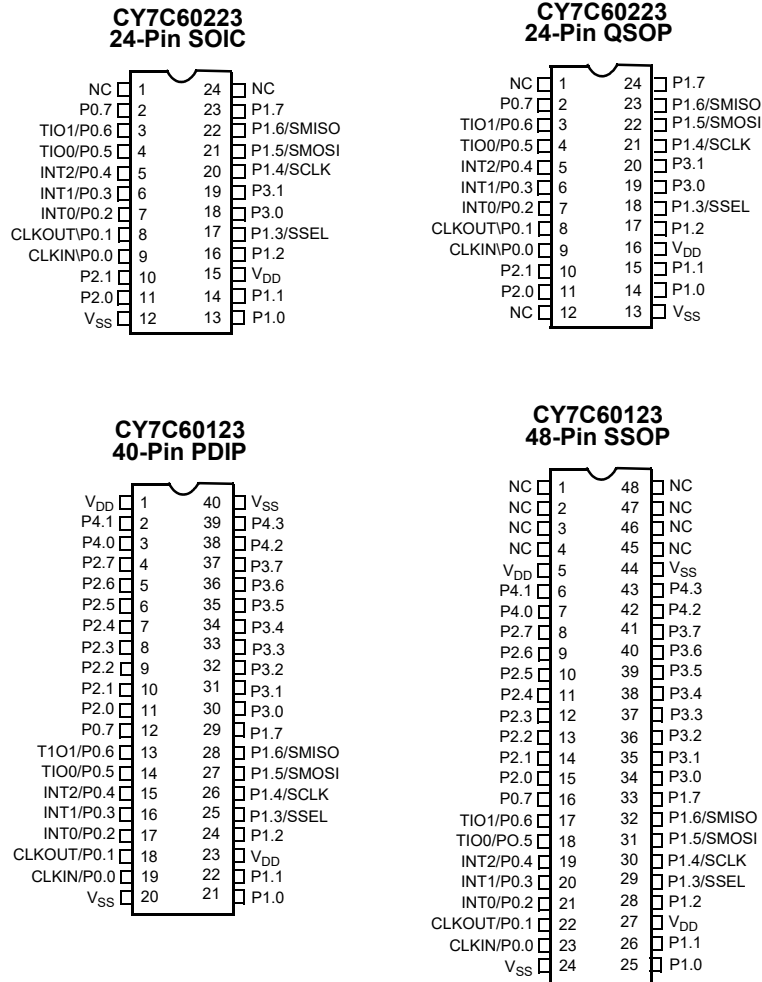 CY7C60223
24-Pin SOIC
NC 1 24 NC
P0.7 2 23 P1.7
TIO1/P0.6 3 22 P1.6/SMISO
TIO0/P0.5 4 21 P1.5/SMOSI
INT2/P0.4 5 20 P1.4/SCLK
INT1/P0.3 6 19 P3.1
INT0/P0.2 7 18 P3.0
CLKOUT\P0.1 8 17 P1.3/SSEL
CLKIN\P0.0 9 16 P1.2
P2.1 10 15 VDD
P2.0 11 14 P1.1
VSS 12 13 P1.0
CY7C60223
24-Pin QSOP
NC 1 24 P1.7
P0.7 2 23 P1.6/SMISO
TIO1/P0.6 3 22 P1.5/SMOSI
TIO0/P0.5 4 21 P1.4/SCLK
INT2/P0.4 5 20 P3.1
INT1/P0.3 6 19 P3.0
INT0/P0.2 7 18 P1.3/SSEL
CLKOUT\P0.1 8 17 P1.2
CLKIN\P0.0 9 16 VDD
P2.1 10 15 P1.1
P2.0 11 14 P1.0
NC 12 13 VSS
CY7C60123
40-Pin PDIP
VDD 1 40 VSS
P4.1 2 39 P4.3
P4.0 3 38 P4.2
P2.7 4 37 P3.7
P2.6 5 36 P3.6
P2.5 6 35 P3.5
P2.4 7 34 P3.4
P2.3 8 33 P3.3
P2.2 9 32 P3.2
P2.1 10 31 P3.1
P2.0 11 30 P3.0
P0.7 12 29 P1.7
T1O1/P0.6 13 28 P1.6/SMISO
TIO0/P0.5 14 27 P1.5/SMOSI
INT2/P0.4 15 26 P1.4/SCLK
INT1/P0.3 16 25 P1.3/SSEL
INT0/P0.2 17 24 P1.2
CLKOUT/P0.1 18 23 VDD
CLKIN/P0.0 19 22 P1.1
VSS 20 21 P1.0
CY7C60123
48-Pin SSOP
NC 1 48 NC
NC 2 47 NC
NC 3 46 NC
NC 4 45 NC
VDD 5 44 VSS
P4.1 6 43 P4.3
P4.0 7 42 P4.2
P2.7 8 41 P3.7
P2.6 9 40 P3.6
P2.5 10 39 P3.5
P2.4 11 38 P3.4
P2.3 12 37 P3.3
P2.2 13 36 P3.2
P2.1 14 35 P3.1
P2.0 15 34 P3.0
P0.7 16 33 P1.7
TIO1/P0.6 17 32 P1.6/SMISO
TIO0/PO.5 18 31 P1.5/SMOSI
INT2/P0.4 19 30 P1.4/SCLK
INT1/P0.3 20 29 P1.3/SSEL
INT0/P0.2 21 28 P1.2
CLKOUT/P0.1 22 27 VDD
CLKIN/P0.0 23 26 P1.1
VSS 24 25 P1.0